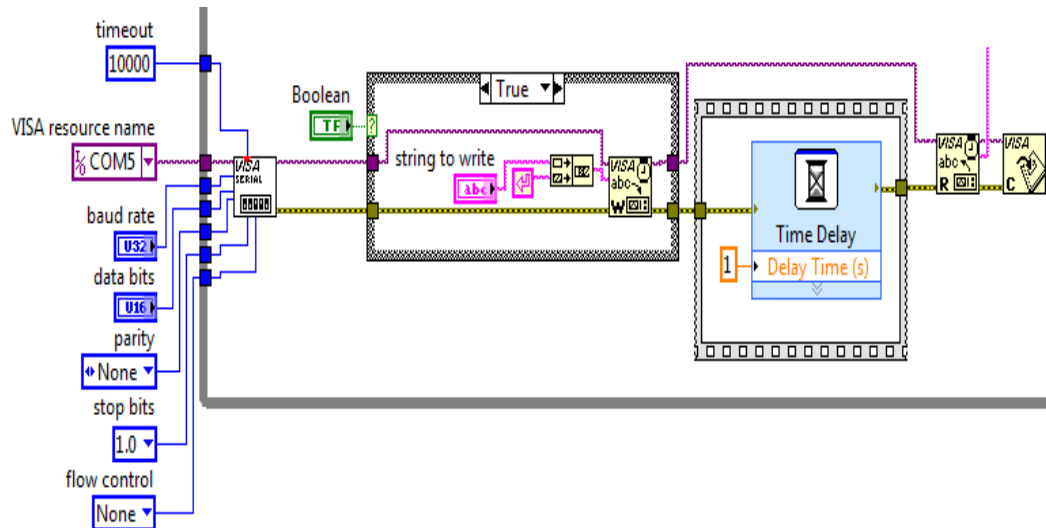 timeout
10000
VISA resource name
I/O COM5
baud rate
U32
data bits
U16
parity
None
stop bits
1.0
flow control
None
VISA
SERIAL
Boolean
TF
?
True
string to write
abc
VISA
abc
W
Time Delay
1
Delay Time (s)
VISA
abc
R
VISA
C